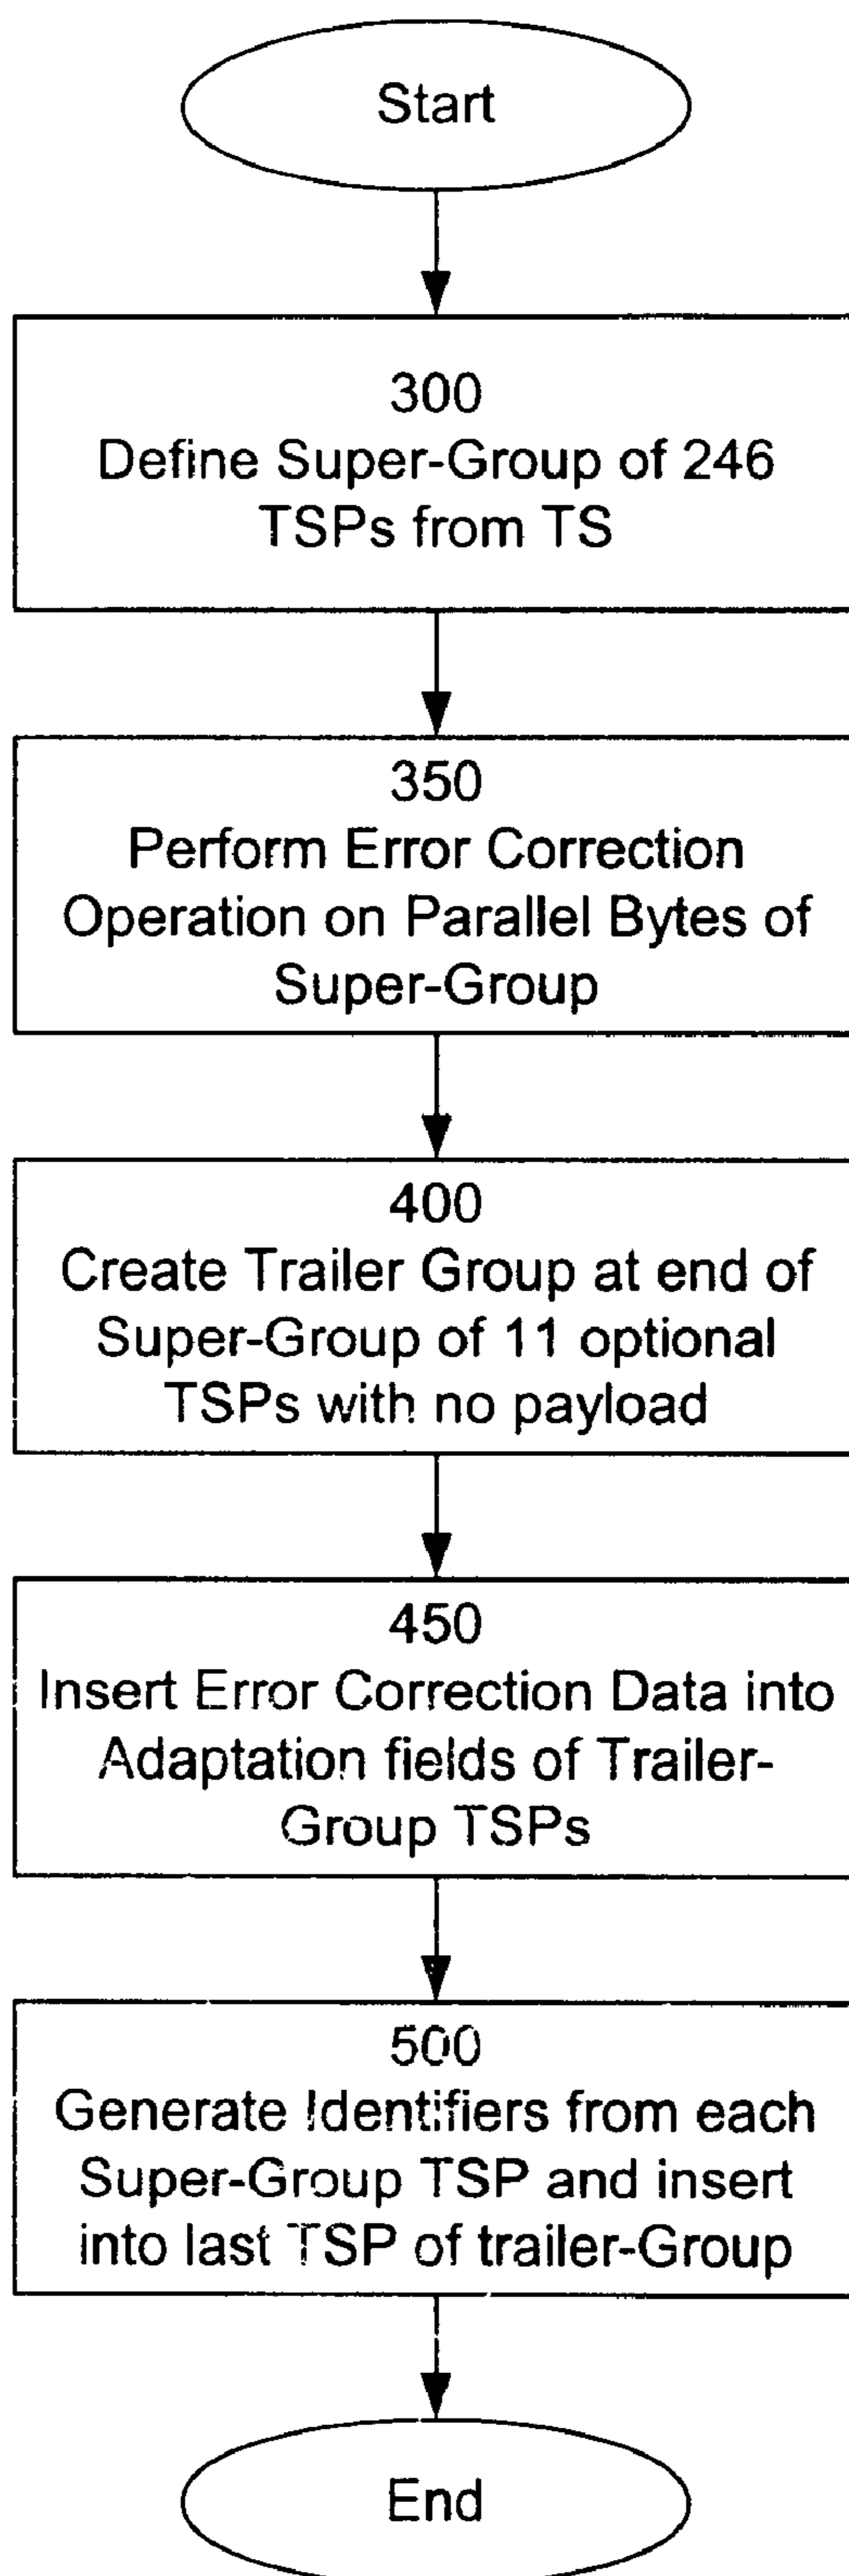 Start
300
Define Super-Group of 246
TSPs from TS
350
Perform Error Correction
Operation on Parallel Bytes of
Super-Group
400
Create Trailer Group at end of
Super-Group of 11 optional
TSPs with no payload
450
Insert Error Correction Data into
Adaptation fields of Trailer-
Group TSPs
500
Generate Identifiers from each
Super-Group TSP and insert
into last TSP of trailer-Group
End